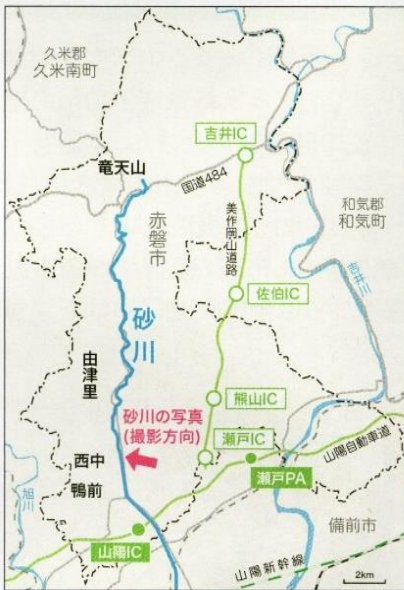 久米郡
久米南町
吉井IC
竜天山
国道484
和気郡
和気町
赤磐市
美作岡山道路
吉井川
佐伯IC
砂川
由津里
熊山IC
砂川の写真
(撮影方向)
瀬戸IC
山陽自動車道
西中
鴨前
瀬戸PA
旭川
備前市
山陽IC
山陽新幹線
2km